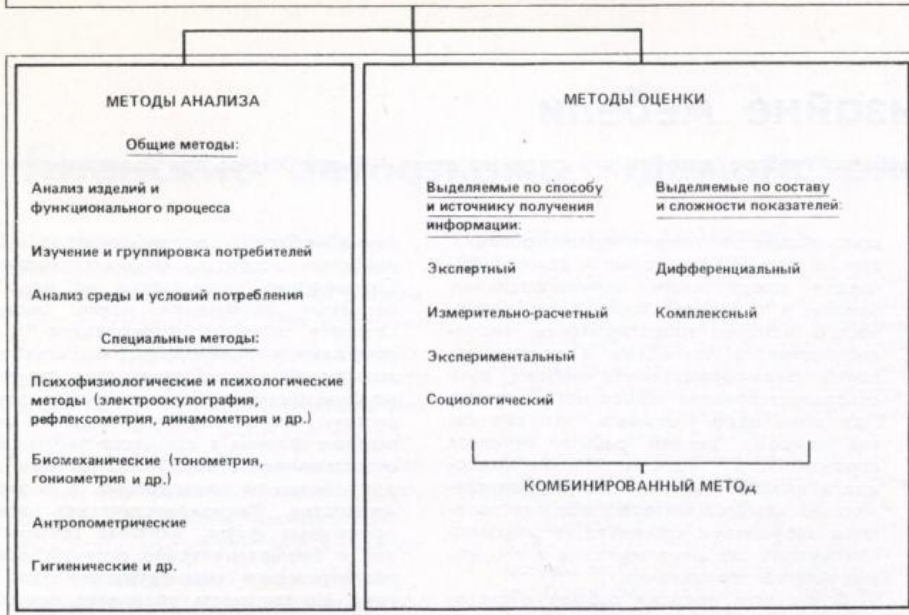 МЕТОДЫ АНАЛИЗА
Общие методы:
Анализ изделий и
функционального процесса
Изучение и группировка потребителей
Анализ среды и условий потребления
Специальные методы:
Психофизиологические и психологические
методы (электроокулография,
рефлексометрия, динамометрия и др.)
Биомеханические (тонометрия,
гониометрия и др.)
Антропометрические
Гигиенические и др.
МЕТОДЫ ОЦЕНКИ
Выделяемые по способу
и источнику получения
информации:
Экспертный
Измерительно-расчетный
Экспериментальный
Социологический
Выделяемые по составу
и сложности показателей:
Дифференциальный
Комплексный
КОМБИНИРОВАННЫЙ МЕТОД